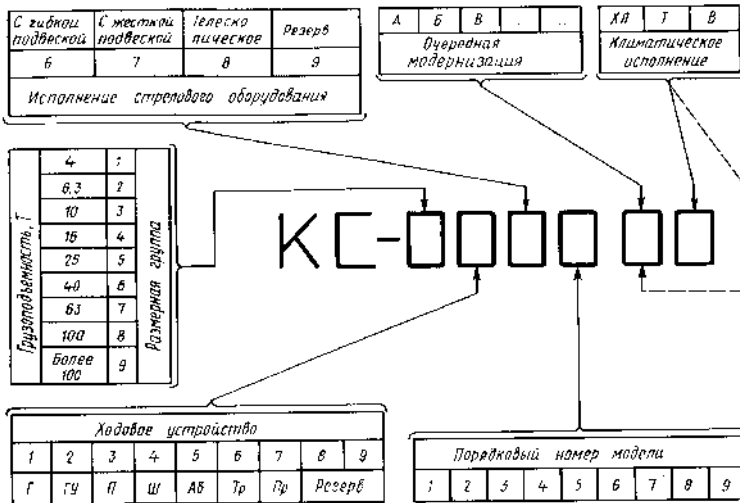 С гибкой подвеской С жесткой подвеской Телеско пическое Резерв
6 7 8 9
Исполнение стрелового оборудования
А Б В . ..
Очередная модернизация
ХЛ Т В
Климатическое исполнение
Грузоподъемность, Т
4 1
6,3 2
10 3
16 4
25 5
40 6
63 7
100 8
Более 100 9
Размерная группа
КС-
Ходовое устройство
1 2 3 4 5 6 7 8 9
Г ГУ П Ш АБ Тр Пр Резерв
Порядковый номер модели
1 2 3 4 5 6 7 8 9